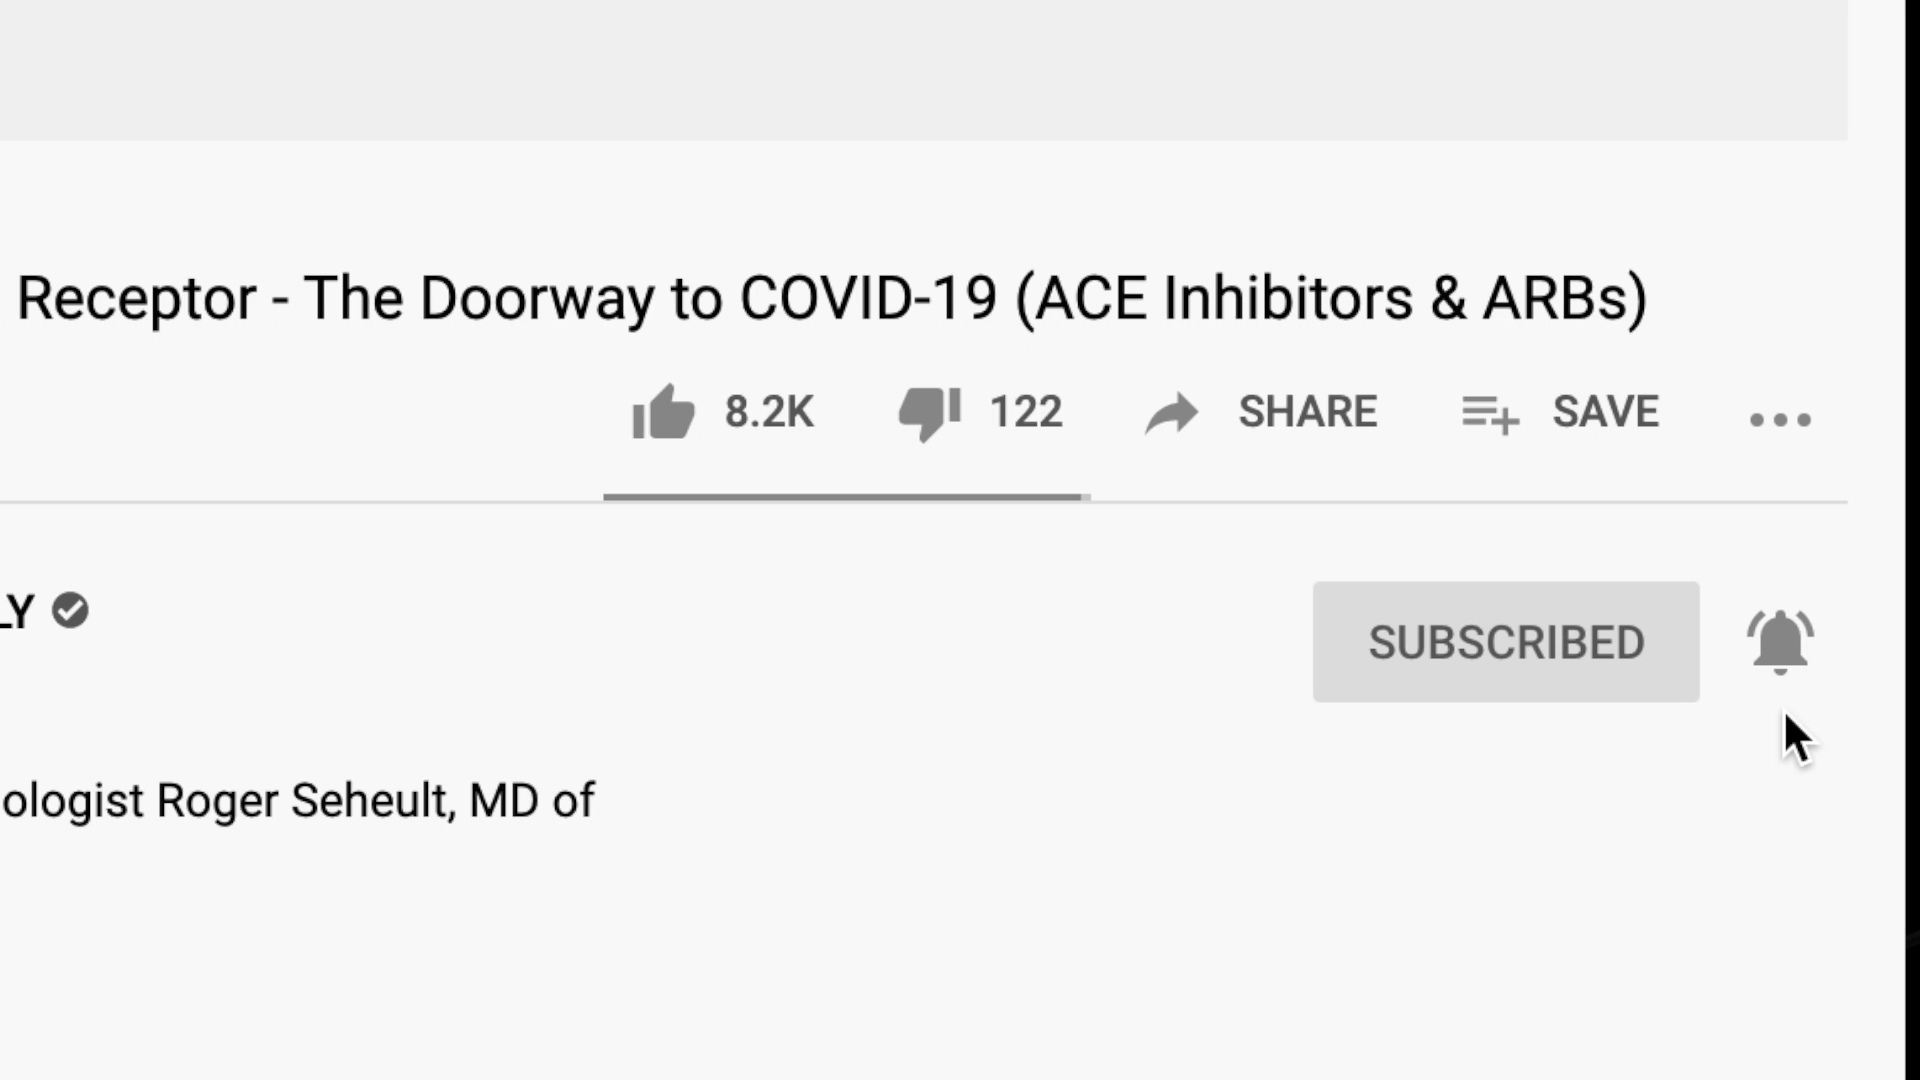 Receptor - The Doorway to COVID-19 (ACE Inhibitors & ARBs)
8.2K 122 SHARE SAVE
LY
SUBSCRIBED
ologist Roger Seheult, MD of